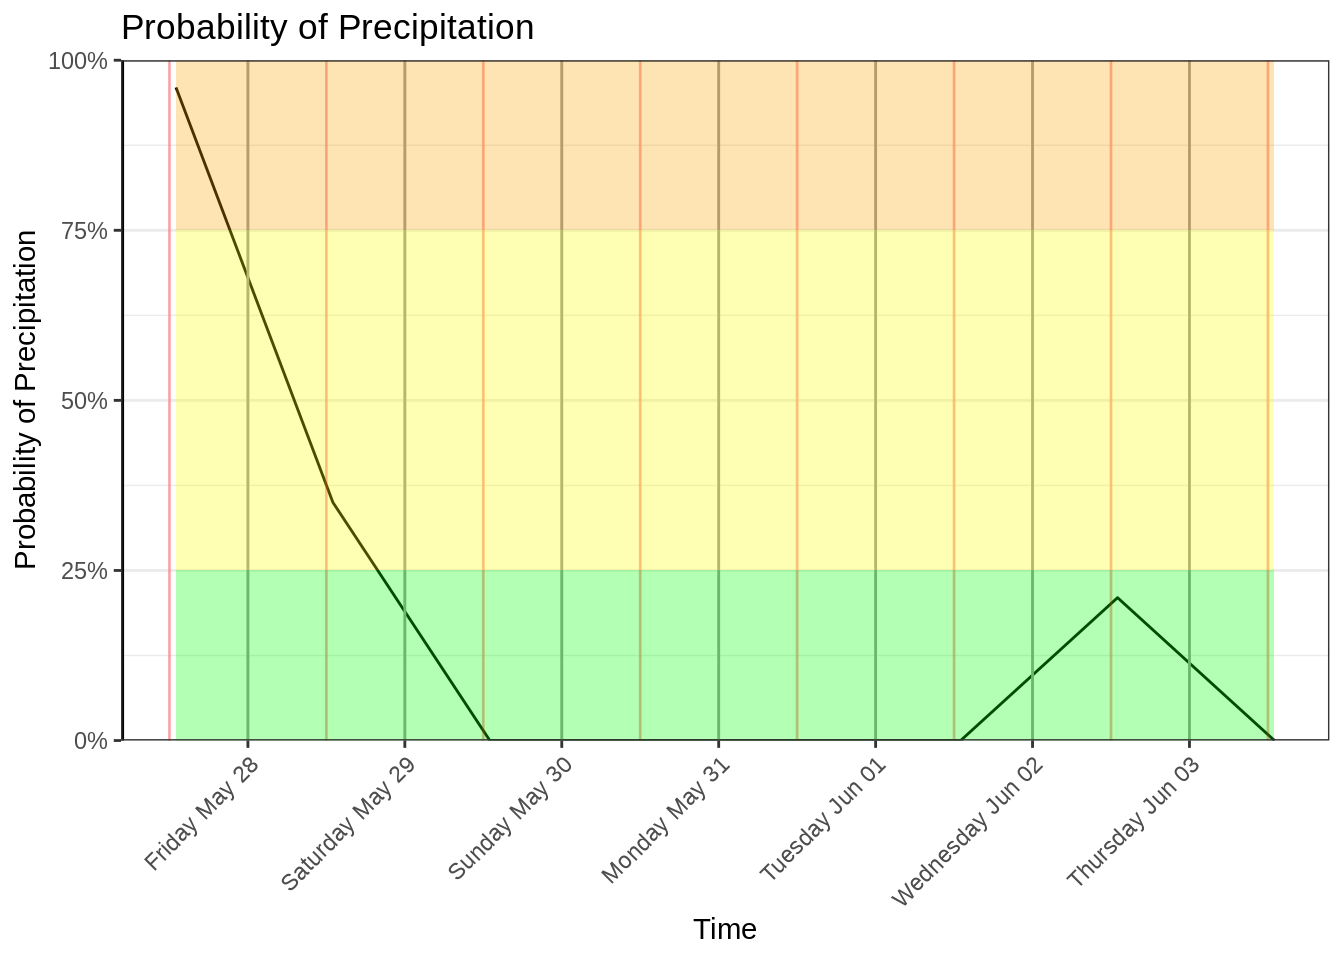 Probability of Precipitation
Probability of Precipitation
100%
75%
50%
25%
0%
Friday May 28
Saturday May 29
Sunday May 30
Monday May 31
Tuesday Jun 01
Wednesday Jun 02
Thursday Jun 03
Time